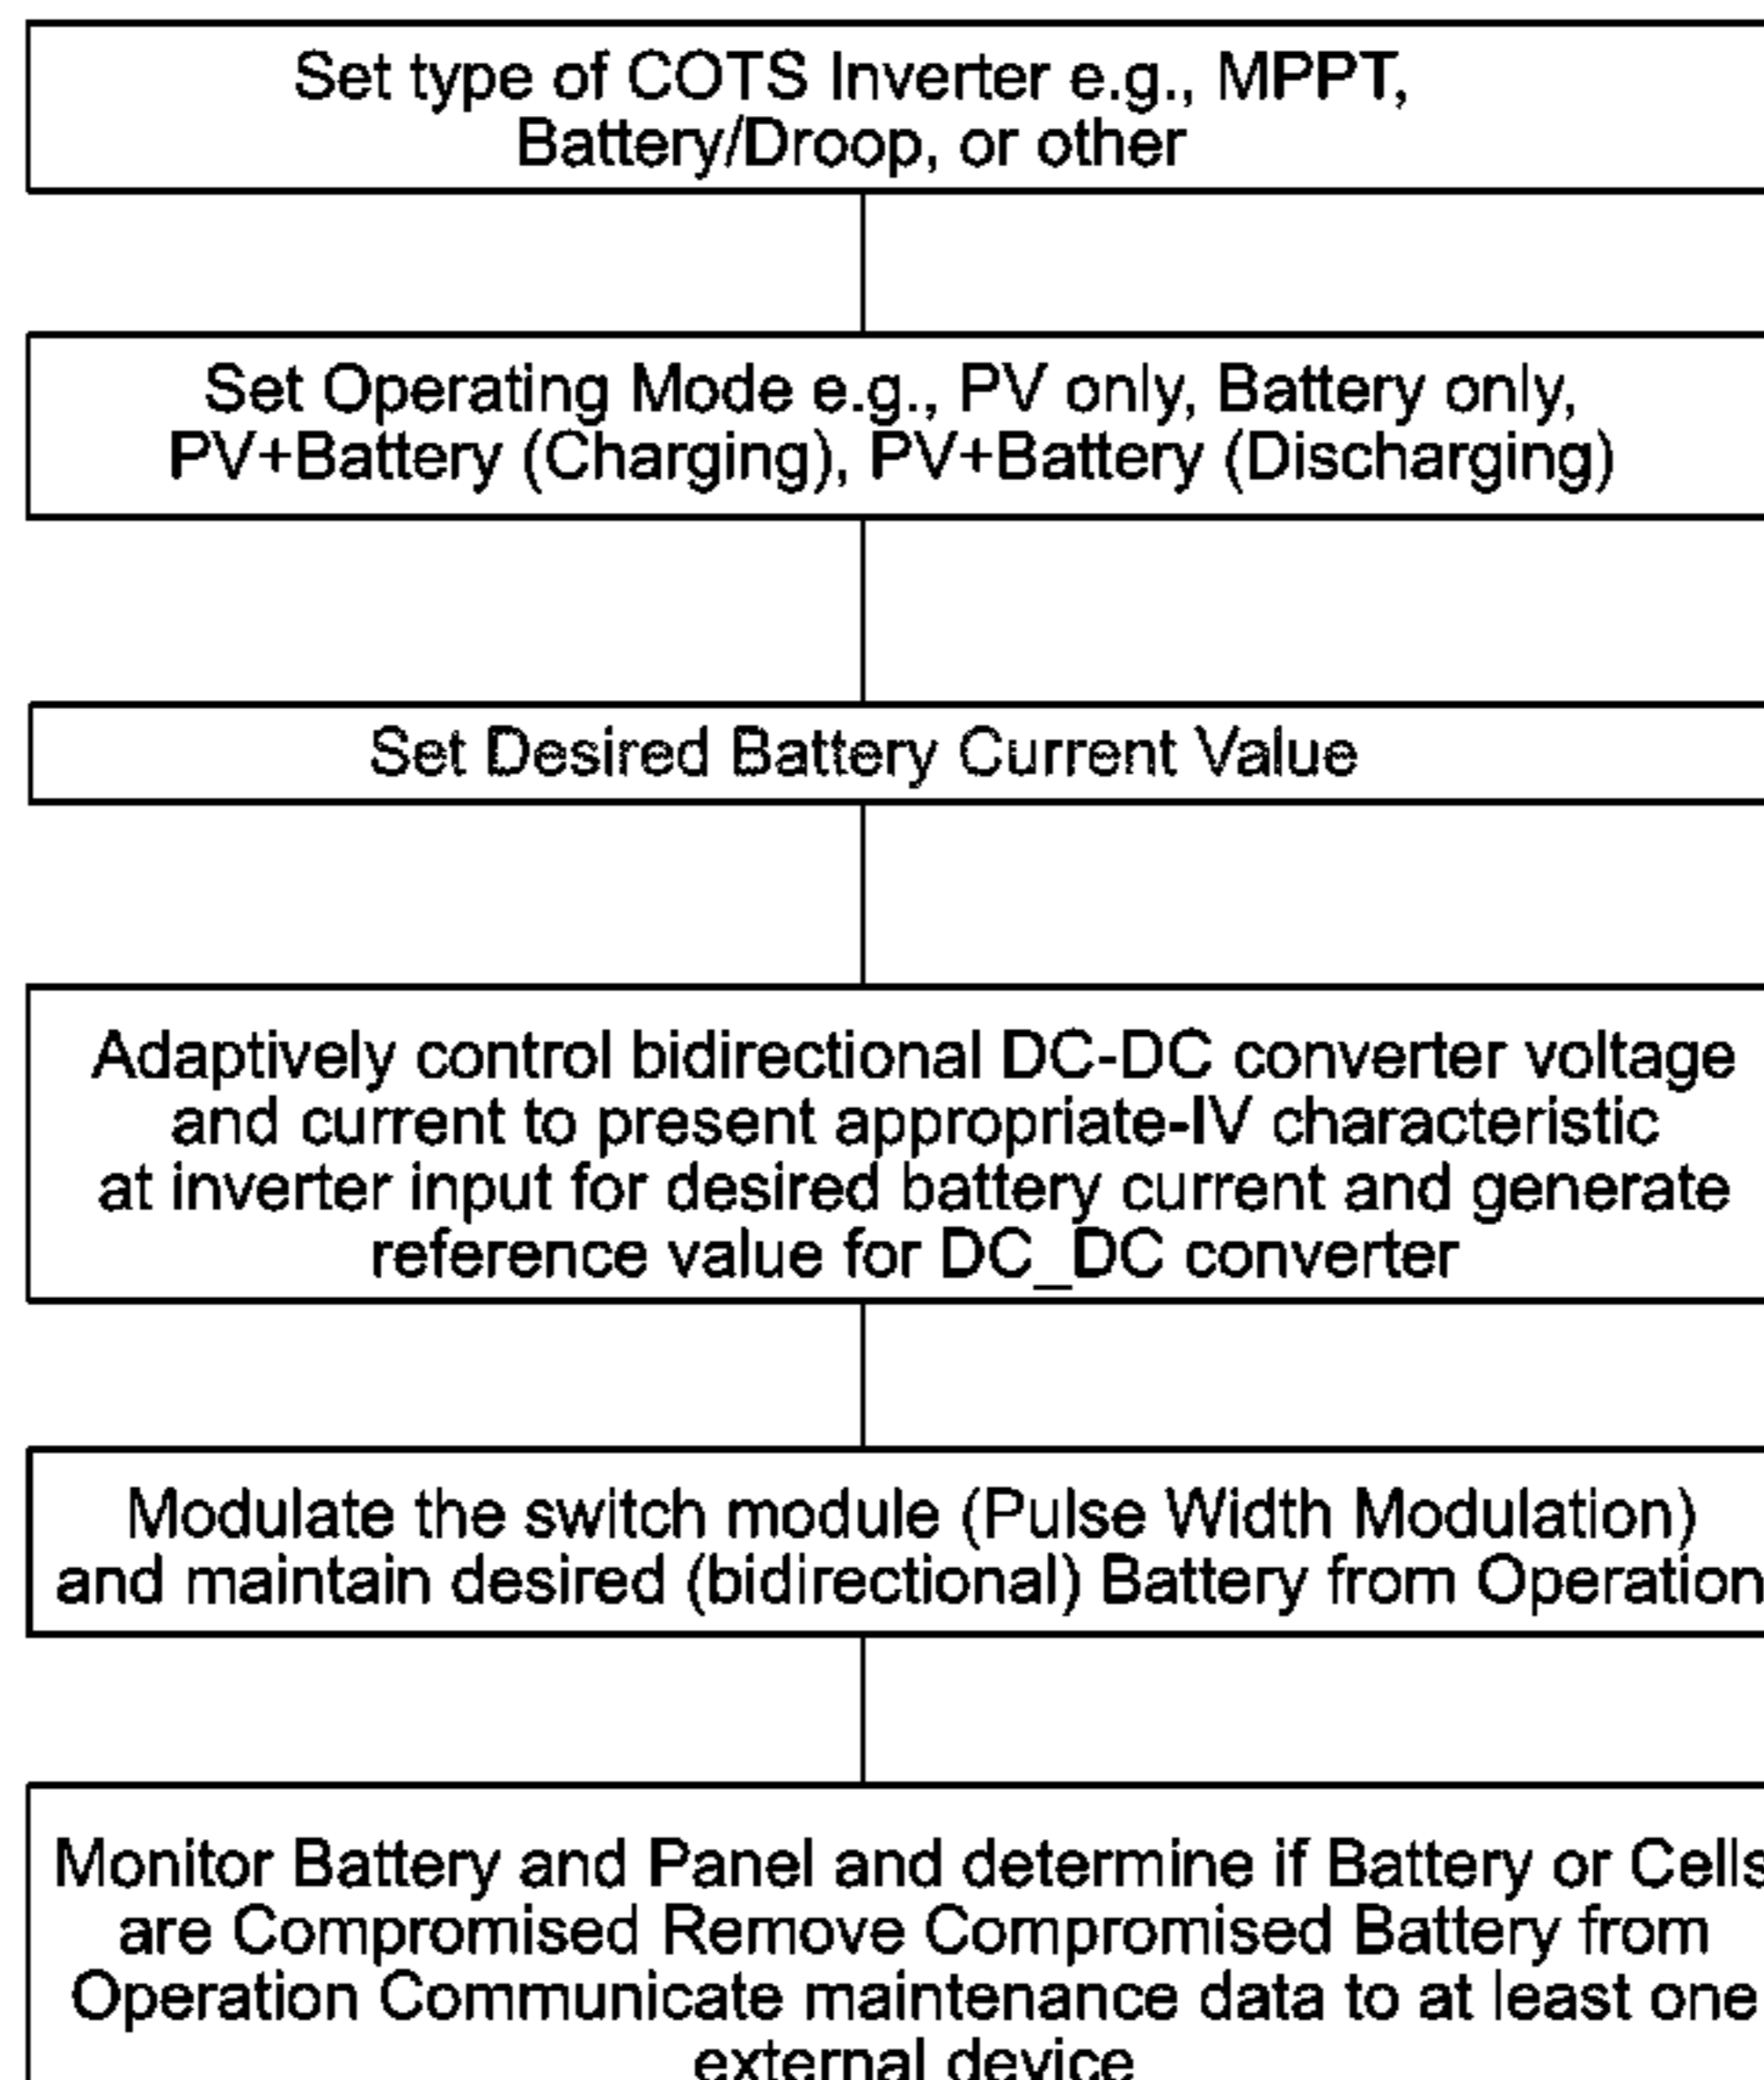 Set type of COTS Inverter e.g., MPPT,
Battery/Droop, or other
Set Operating Mode e.g., PV only, Battery only,
PV+Battery (Charging), PV+Battery (Discharging)
Set Desired Battery Current Value
Adaptively control bidirectional DC-DC converter voltage
and current to present appropriate-IV characteristic
at inverter input for desired battery current and generate
reference value for DC_DC converter
Modulate the switch module (Pulse Width Modulation)
and maintain desired (bidirectional) Battery from Operation
Monitor Battery and Panel and determine if Battery or Cells
are Compromised Remove Compromised Battery from
Operation Communicate maintenance data to at least one
external device